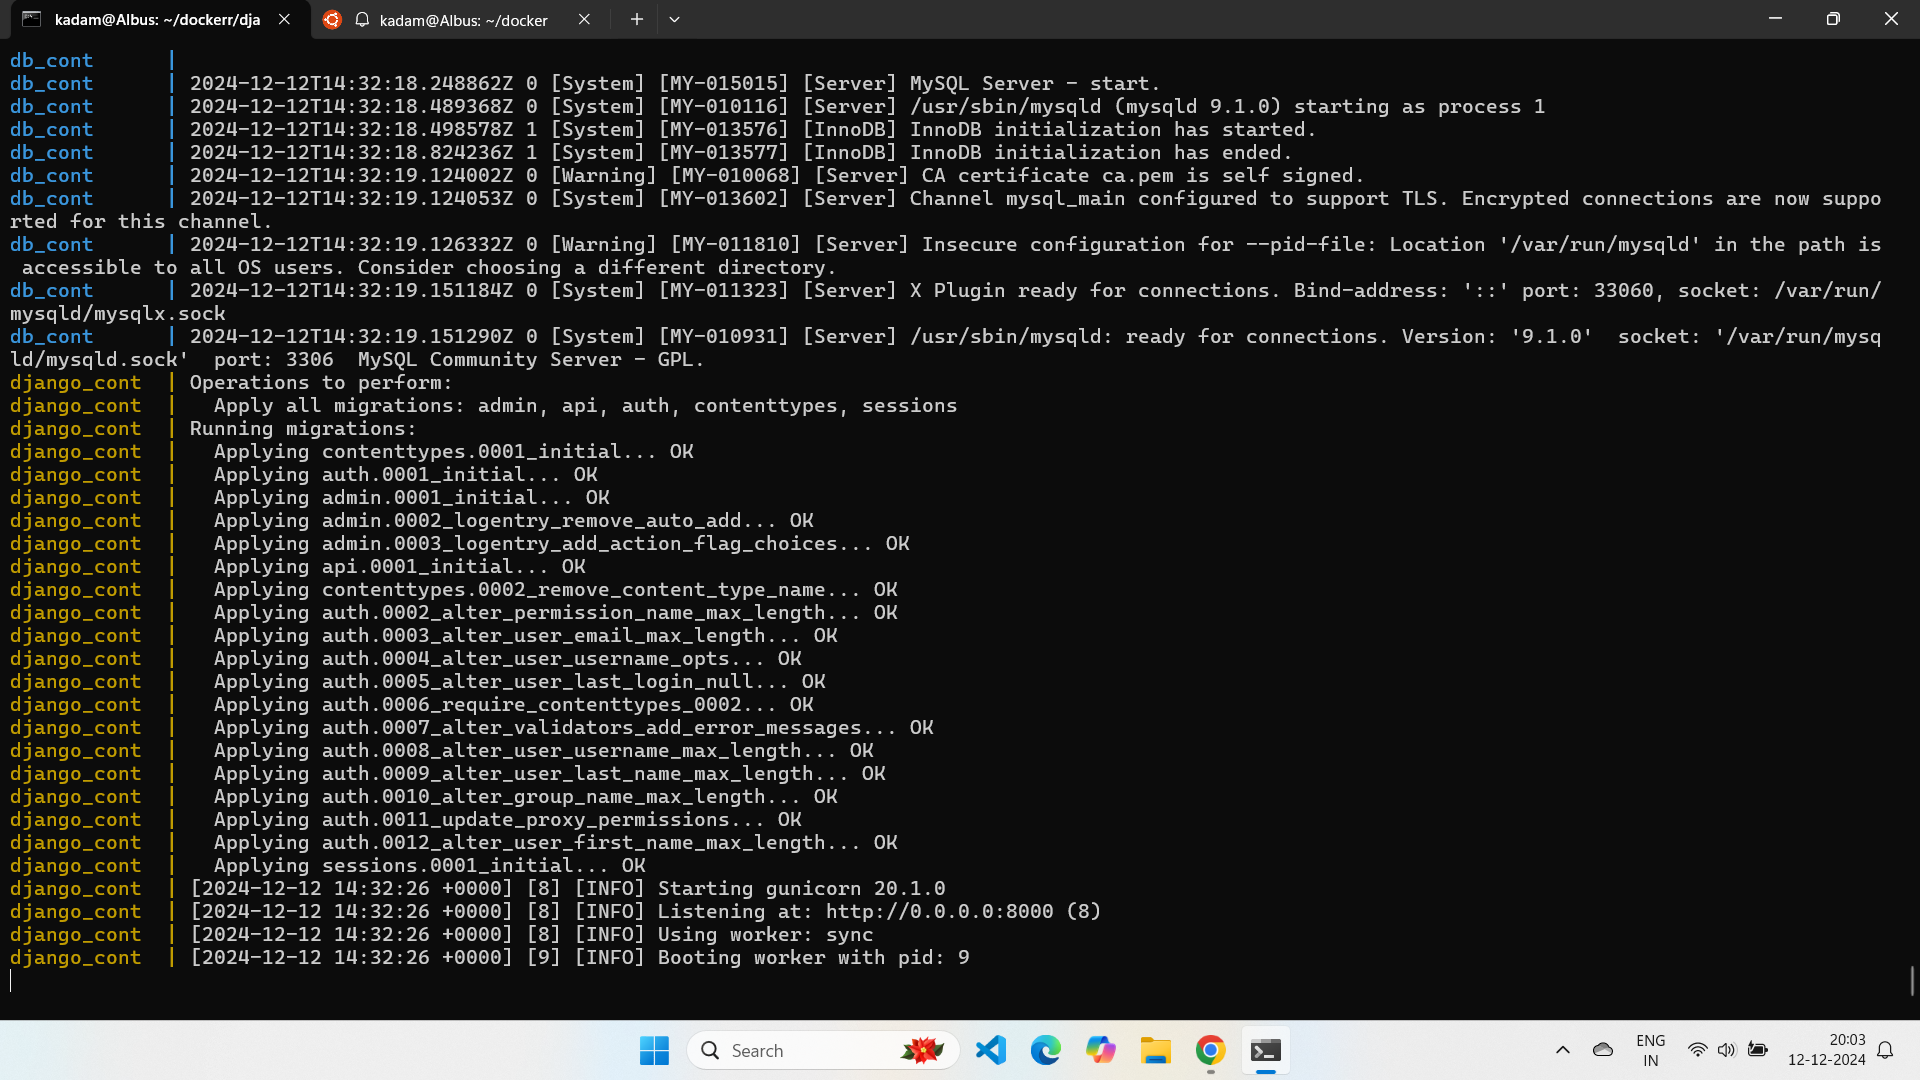 kadam@Albus: ~/dockerr/dja
kadam@Albus: ~/docker
db_cont      |
db_cont      | 2024-12-12T14:32:18.248862Z 0 [System] [MY-015015] [Server] MySQL Server - start.
db_cont      | 2024-12-12T14:32:18.489368Z 0 [System] [MY-010116] [Server] /usr/sbin/mysqld (mysqld 9.1.0) starting as process 1
db_cont      | 2024-12-12T14:32:18.498578Z 1 [System] [MY-013576] [InnoDB] InnoDB initialization has started.
db_cont      | 2024-12-12T14:32:18.824236Z 1 [System] [MY-013577] [InnoDB] InnoDB initialization has ended.
db_cont      | 2024-12-12T14:32:19.124002Z 0 [Warning] [MY-010068] [Server] CA certificate ca.pem is self signed.
db_cont      | 2024-12-12T14:32:19.124053Z 0 [System] [MY-013602] [Server] Channel mysql_main configured to support TLS. Encrypted connections are now suppo
rted for this channel.
db_cont      | 2024-12-12T14:32:19.126332Z 0 [Warning] [MY-011810] [Server] Insecure configuration for --pid-file: Location '/var/run/mysqld' in the path is
 accessible to all OS users. Consider choosing a different directory.
db_cont      | 2024-12-12T14:32:19.151184Z 0 [System] [MY-011323] [Server] X Plugin ready for connections. Bind-address: '::' port: 33060, socket: /var/run/
mysqld/mysqlx.sock
db_cont      | 2024-12-12T14:32:19.151290Z 0 [System] [MY-010931] [Server] /usr/sbin/mysqld: ready for connections. Version: '9.1.0'  socket: '/var/run/mysq
ld/mysqld.sock'  port: 3306  MySQL Community Server - GPL.
django_cont  | Operations to perform:
django_cont  |   Apply all migrations: admin, api, auth, contenttypes, sessions
django_cont  | Running migrations:
django_cont  |   Applying contenttypes.0001_initial... OK
django_cont  |   Applying auth.0001_initial... OK
django_cont  |   Applying admin.0001_initial... OK
django_cont  |   Applying admin.0002_logentry_remove_auto_add... OK
django_cont  |   Applying admin.0003_logentry_add_action_flag_choices... OK
django_cont  |   Applying api.0001_initial... OK
django_cont  |   Applying contenttypes.0002_remove_content_type_name... OK
django_cont  |   Applying auth.0002_alter_permission_name_max_length... OK
django_cont  |   Applying auth.0003_alter_user_email_max_length... OK
django_cont  |   Applying auth.0004_alter_user_username_opts... OK
django_cont  |   Applying auth.0005_alter_user_last_login_null... OK
django_cont  |   Applying auth.0006_require_contenttypes_0002... OK
django_cont  |   Applying auth.0007_alter_validators_add_error_messages... OK
django_cont  |   Applying auth.0008_alter_user_username_max_length... OK
django_cont  |   Applying auth.0009_alter_user_last_name_max_length... OK
django_cont  |   Applying auth.0010_alter_group_name_max_length... OK
django_cont  |   Applying auth.0011_update_proxy_permissions... OK
django_cont  |   Applying auth.0012_alter_user_first_name_max_length... OK
django_cont  |   Applying sessions.0001_initial... OK
django_cont  | [2024-12-12 14:32:26 +0000] [8] [INFO] Starting gunicorn 20.1.0
django_cont  | [2024-12-12 14:32:26 +0000] [8] [INFO] Listening at: http://0.0.0.0:8000 (8)
django_cont  | [2024-12-12 14:32:26 +0000] [8] [INFO] Using worker: sync
django_cont  | [2024-12-12 14:32:26 +0000] [9] [INFO] Booting worker with pid: 9
Search
ENG
IN
20:03
12-12-2024